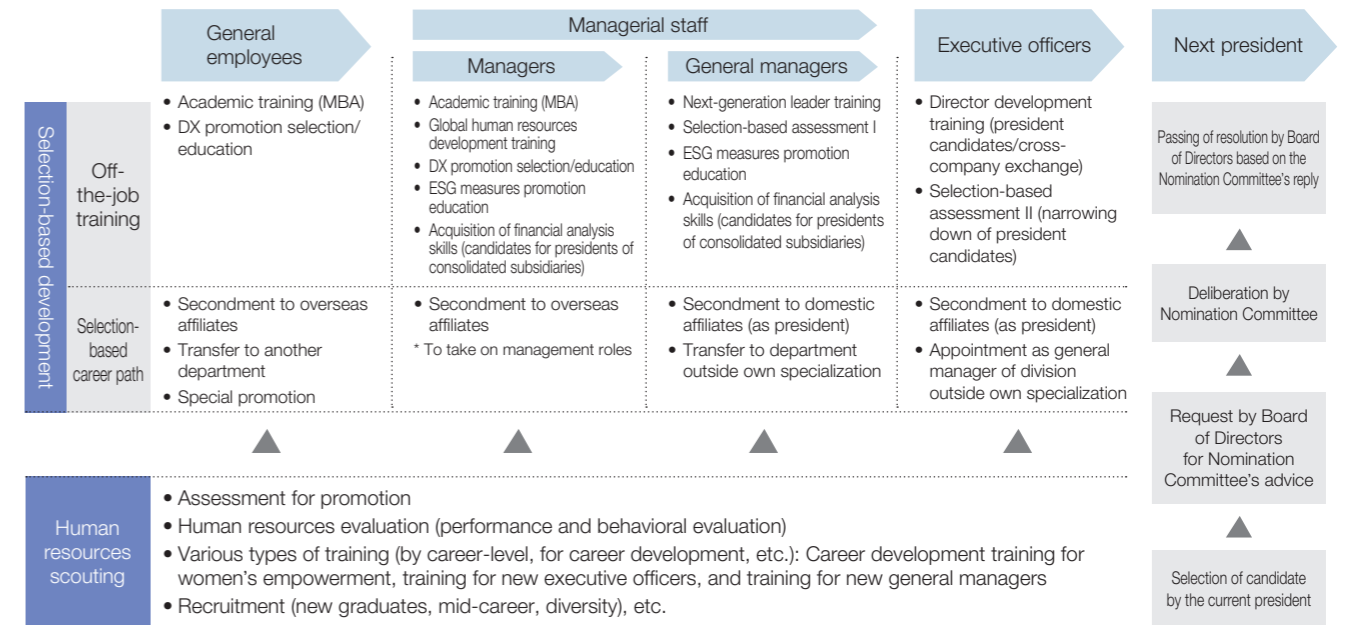 General
employees
Managerial staff
Managers
General managers
Executive officers
Next president
Selection-based development
Off-
the-job
training
• Academic training (MBA)
• DX promotion selection/
education
• Academic training (MBA)
• Global human resources
development training
• DX promotion selection/education
• ESG measures promotion
education
• Acquisition of financial analysis
skills (candidates for presidents of
consolidated subsidiaries)
• Next-generation leader training
• Selection-based assessment I
• ESG measures promotion
education
• Acquisition of financial analysis
skills (candidates for presidents
of consolidated subsidiaries)
• Director development
training (president
candidates/cross-
company exchange)
• Selection-based
assessment II (narrowing
down of president
candidates)
Selection-
based
career path
• Secondment to overseas
affiliates
• Transfer to another
department
• Special promotion
• Secondment to overseas
affiliates
* To take on management roles
• Secondment to domestic
affiliates (as president)
• Transfer to department
outside own specialization
• Secondment to domestic
affiliates (as president)
• Appointment as general
manager of division
outside own specialization
Human
resources
scouting
• Assessment for promotion
• Human resources evaluation (performance and behavioral evaluation)
• Various types of training (by career-level, for career development, etc.): Career development training for
women’s empowerment, training for new executive officers, and training for new general managers
• Recruitment (new graduates, mid-career, diversity), etc.
Passing of resolution by Board
of Directors based on the
Nomination Committee’s reply
Deliberation by
Nomination Committee
Request by Board
of Directors
for Nomination
Committee’s advice
Selection of candidate
by the current president